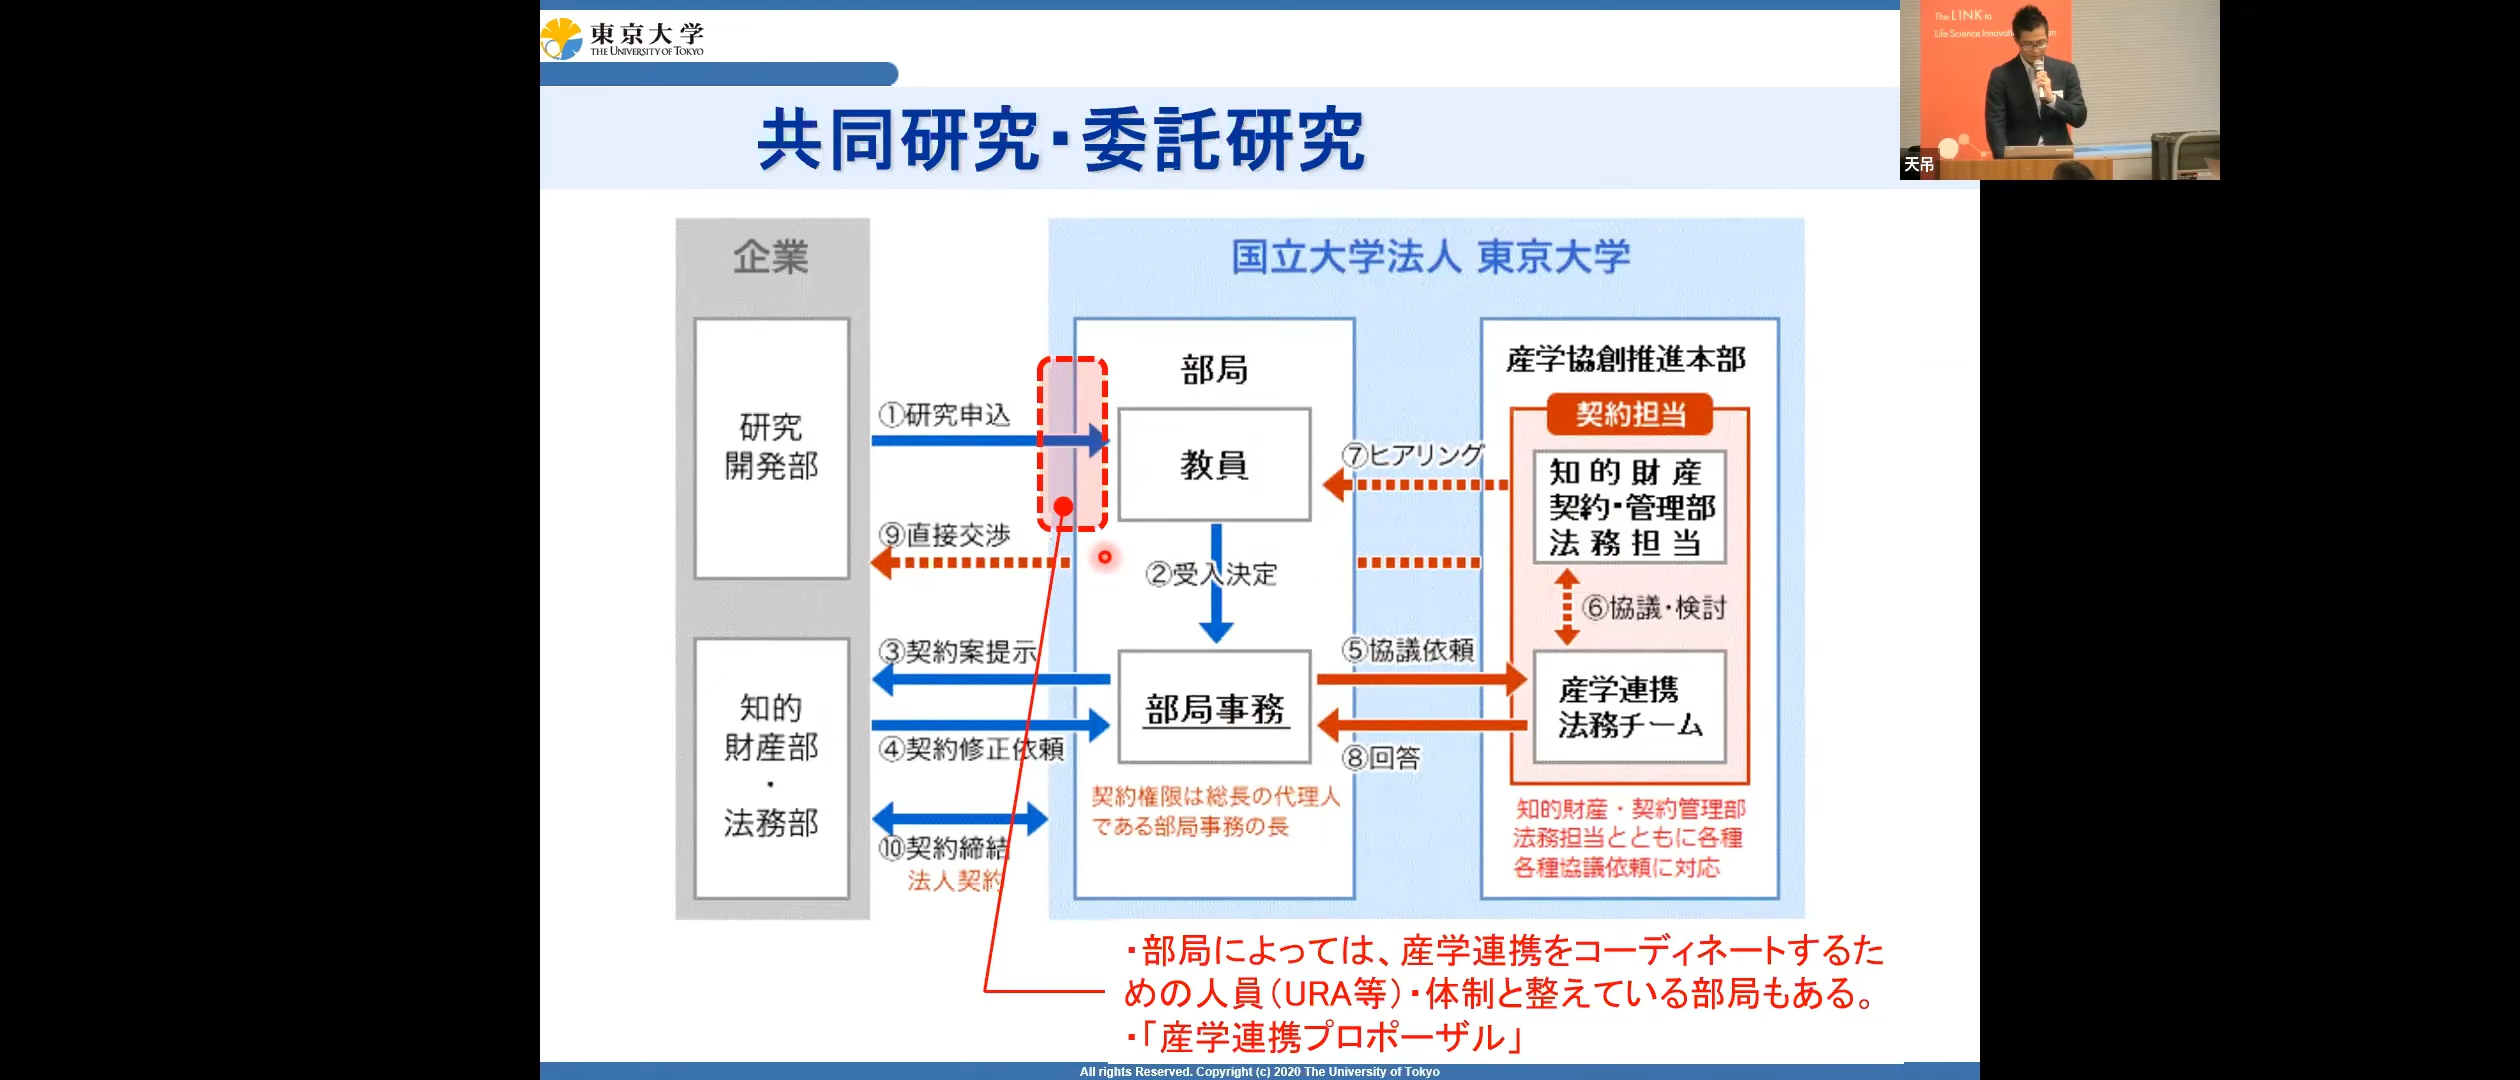 東京大学
THE UNIVERSITY OF TOKYO
The LINK to
Life Science Innovati
天吊
共同研究・委託研究
企業
国立大学法人 東京大学
研究
開発部
①研究申込
⑨直接交渉
部局
教員
②受入決定
⑦ヒアリング
産学協創推進本部
契約担当
知的財産
契約・管理部
法務担当
⑥協議・検討
知的
財産部
・
法務部
③契約案提示
④契約修正依頼
⑩契約締結
法人契約
部局事務
契約権限は総長の代理人
である部局事務の長
⑤協議依頼
⑧回答
産学連携
法務チーム
知的財産・契約管理部
法務担当とともに各種
各種協議依頼に対応
・部局によっては、産学連携をコーディネートするた
めの人員（URA等）・体制と整えている部局もある。
・「産学連携プロポーザル」
All rights Reserved. Copyright (c) 2020 The University of Tokyo